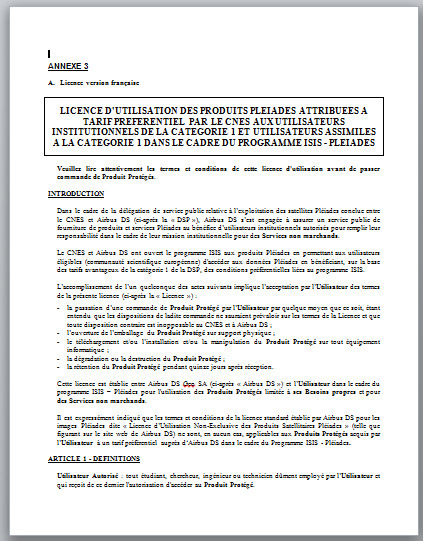 ANNEXE 3
A. Licence version française
LICENCE D'UTILISATION DES PRODUITS PLEIADES ATTRIBUEES A
TARIF PREFERENTIEL PAR LE CNES AUX UTILISATEURS
INSTITUTIONNELS DE LA CATEGORIE 1 ET UTILISATEURS ASSIMILES
A LA CATEGORIE 1 DANS LE CADRE DU PROGRAMME ISIS - PLEIADES
Veuillez lire attentivement les termes et conditions de cette licence d'utilisation avant de passer
commande de Produit Protégés.
INTRODUCTION
Dans le cadre de la délégation de service public relative à l'exploitation des satellites Pléiades conclue entre
le CNES et Airbus DS (ci-après la « DSP »), Airbus DS s'est engagée à assurer un service public de
fourniture de produits et services Pléiades au bénéfice d'utilisateurs institutionnels autorisés pour remplir leur
responsabilité dans le cadre de leur mission institutionnelle pour des Services non marchands.
Le CNES et Airbus DS ont ouvert le programme ISIS aux produits Pléiades en permettant aux utilisateurs
éligibles (communauté scientifique européenne) d'accéder aux données Pléiades en bénéficiant, sur la base
des tarifs avantageux de la catégorie 1 de la DSP, des conditions préférentielles liées au programme ISIS.
L'accomplissement de l'un quelconque des actes suivants implique l'acceptation par l'Utilisateur des termes
de la présente licence (ci-après la « Licence ») :
- la passation d'une commande de Produit Protégé par l'Utilisateur par quelque moyen que ce soit, étant
entendu que les dispositions de ladite commande ne sauraient prévaloir sur les termes de la Licence et que
toute disposition contraire est inopposable au CNES et à Airbus DS ;
- l'ouverture de l'emballage du Produit Protégé sur support physique ;
- le téléchargement et/ou l'installation et/ou la manipulation du Produit Protégé sur tout équipement
informatique ;
- la dégradation ou la destruction du Produit Protégé ;
- la rétention du Produit Protégé pendant quinze jours après réception.
Cette licence est établie entre Airbus DS Geo SA (ci-après « Airbus DS ») et l'Utilisateur dans le cadre du
programme ISIS – Pléiades pour l'utilisation des Produits Protégés limitée à ses Besoins propres et pour
des Services non marchands.
Il est expressément indiqué que les termes et conditions de la licence standard établie par Airbus DS pour les
images Pléiades dite « Licence d'Utilisation Non-Exclusive des Produits Satellitaires Pléiades » (telle que
figurant sur le site web de Airbus DS) ne sont, en aucun cas, applicables aux Produits Protégés acquis par
l'Utilisateur à un tarif préférentiel auprès d'Airbus DS dans le cadre du Programme ISIS - Pléiades.
ARTICLE 1 - DEFINITIONS
Utilisateur Autorisé : tout étudiant, chercheur, ingénieur ou technicien dûment employé par l'Utilisateur et
qui reçoit de ce dernier l'autorisation d'accéder au Produit Protégé.